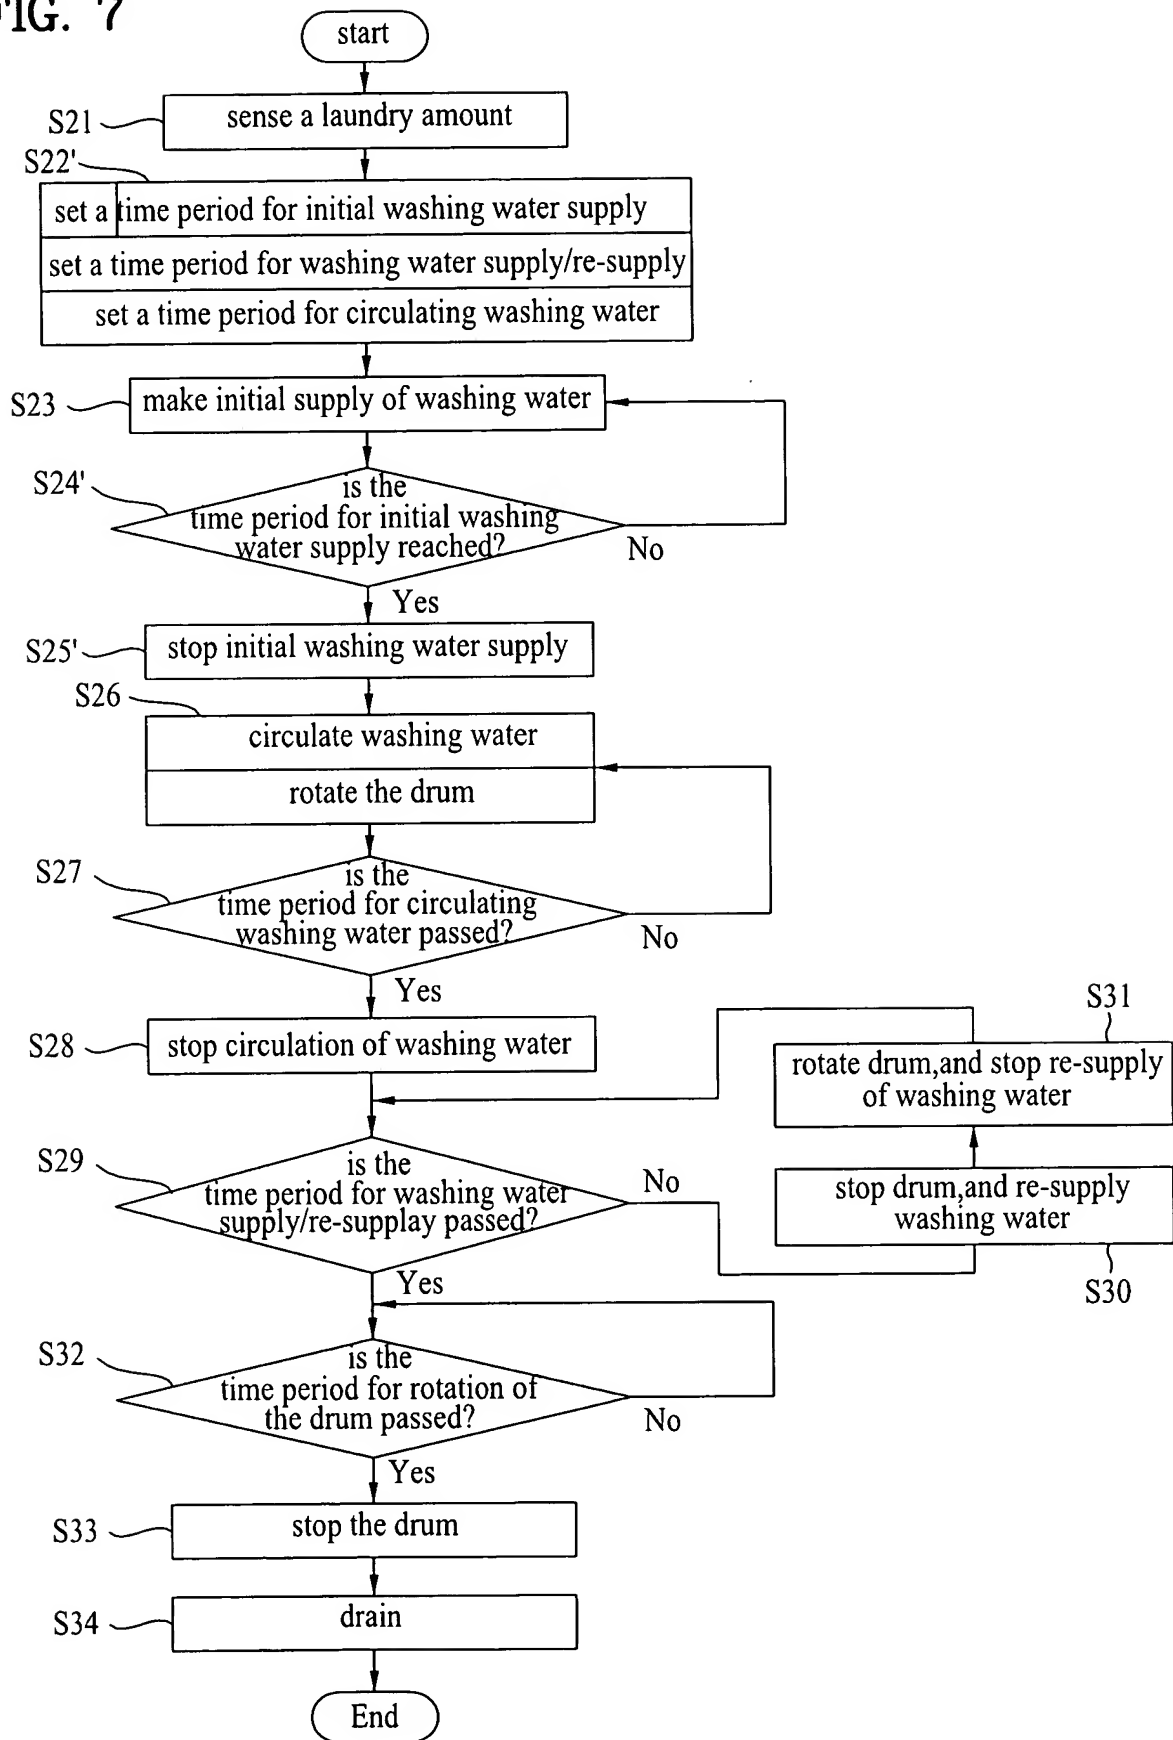 FIG. 7
start
S21
sense a laundry amount
S22'
set a time period for initial washing water supply
set a time period for washing water supply/re-supply
set a time period for circulating washing water
S23
make initial supply of washing water
S24'
is the
time period for initial washing
water supply reached?
No
Yes
S25'
stop initial washing water supply
S26
circulate washing water
rotate the drum
S27
is the
time period for circulating
washing water passed?
No
Yes
S28
stop circulation of washing water
S31
rotate drum,and stop re-supply
of washing water
S29
is the
time period for washing water
supply/re-supplay passed?
No
Yes
stop drum,and re-supply
washing water
S30
S32
is the
time period for rotation of
the drum passed?
No
Yes
S33
stop the drum
S34
drain
End